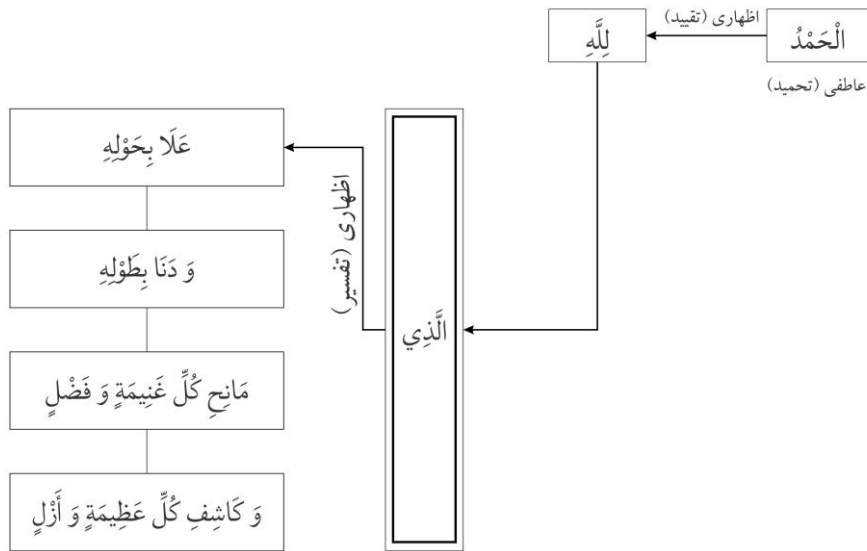 الْحَمْدُ
اظهاری (تقیید)
لِلَّهِ
عاطفی (تحمید)
الَّذِي
اظهاری (تفسیر)
عَلَا بِحَوْلِهِ
وَ دَنَا بِطَوْلِهِ
مَانِحِ كُلِّ غَنِيمَةٍ وَ فَضْلٍ
وَ كَاشِفِ كُلِّ عَظِيمَةٍ وَ أَزْلٍ